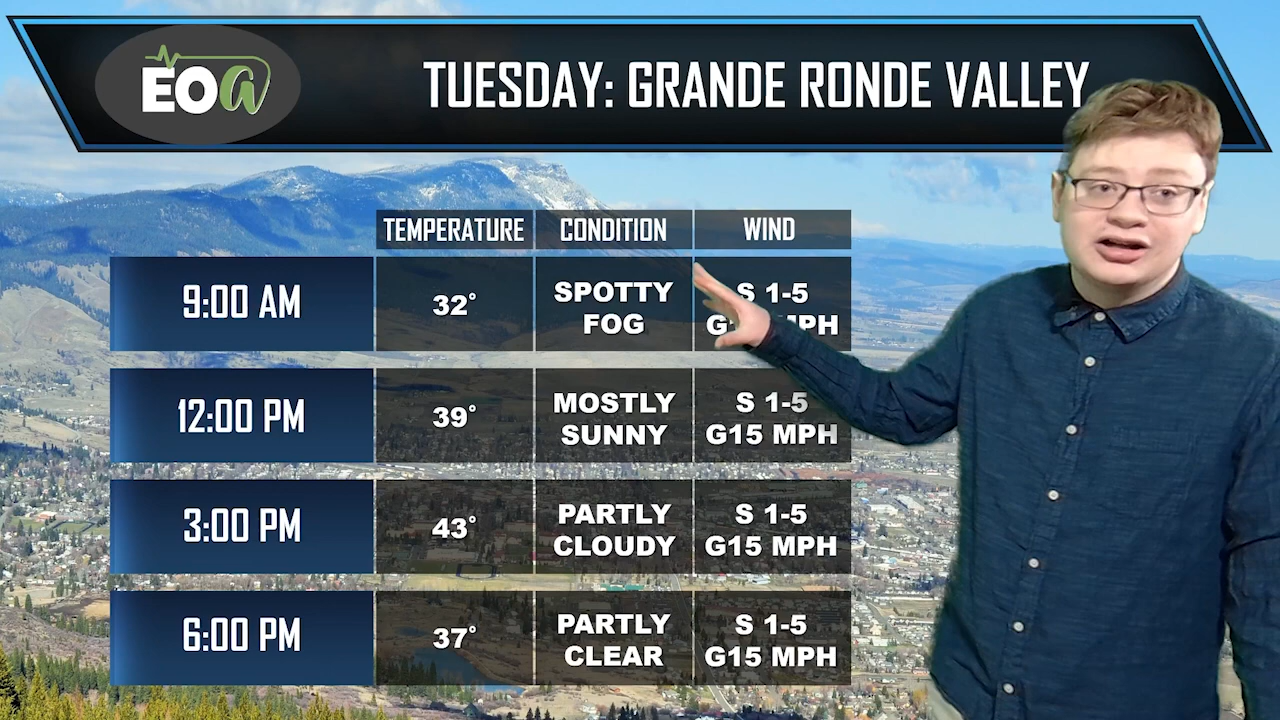 EOa
TUESDAY: GRANDE RONDE VALLEY
TEMPERATURE CONDITION WIND
9:00 AM 32° SPOTTY FOG S 1-5 MPH
12:00 PM 39° MOSTLY SUNNY S 1-5 G15 MPH
3:00 PM 43° PARTLY CLOUDY S 1-5 G15 MPH
6:00 PM 37° PARTLY CLEAR S 1-5 G15 MPH